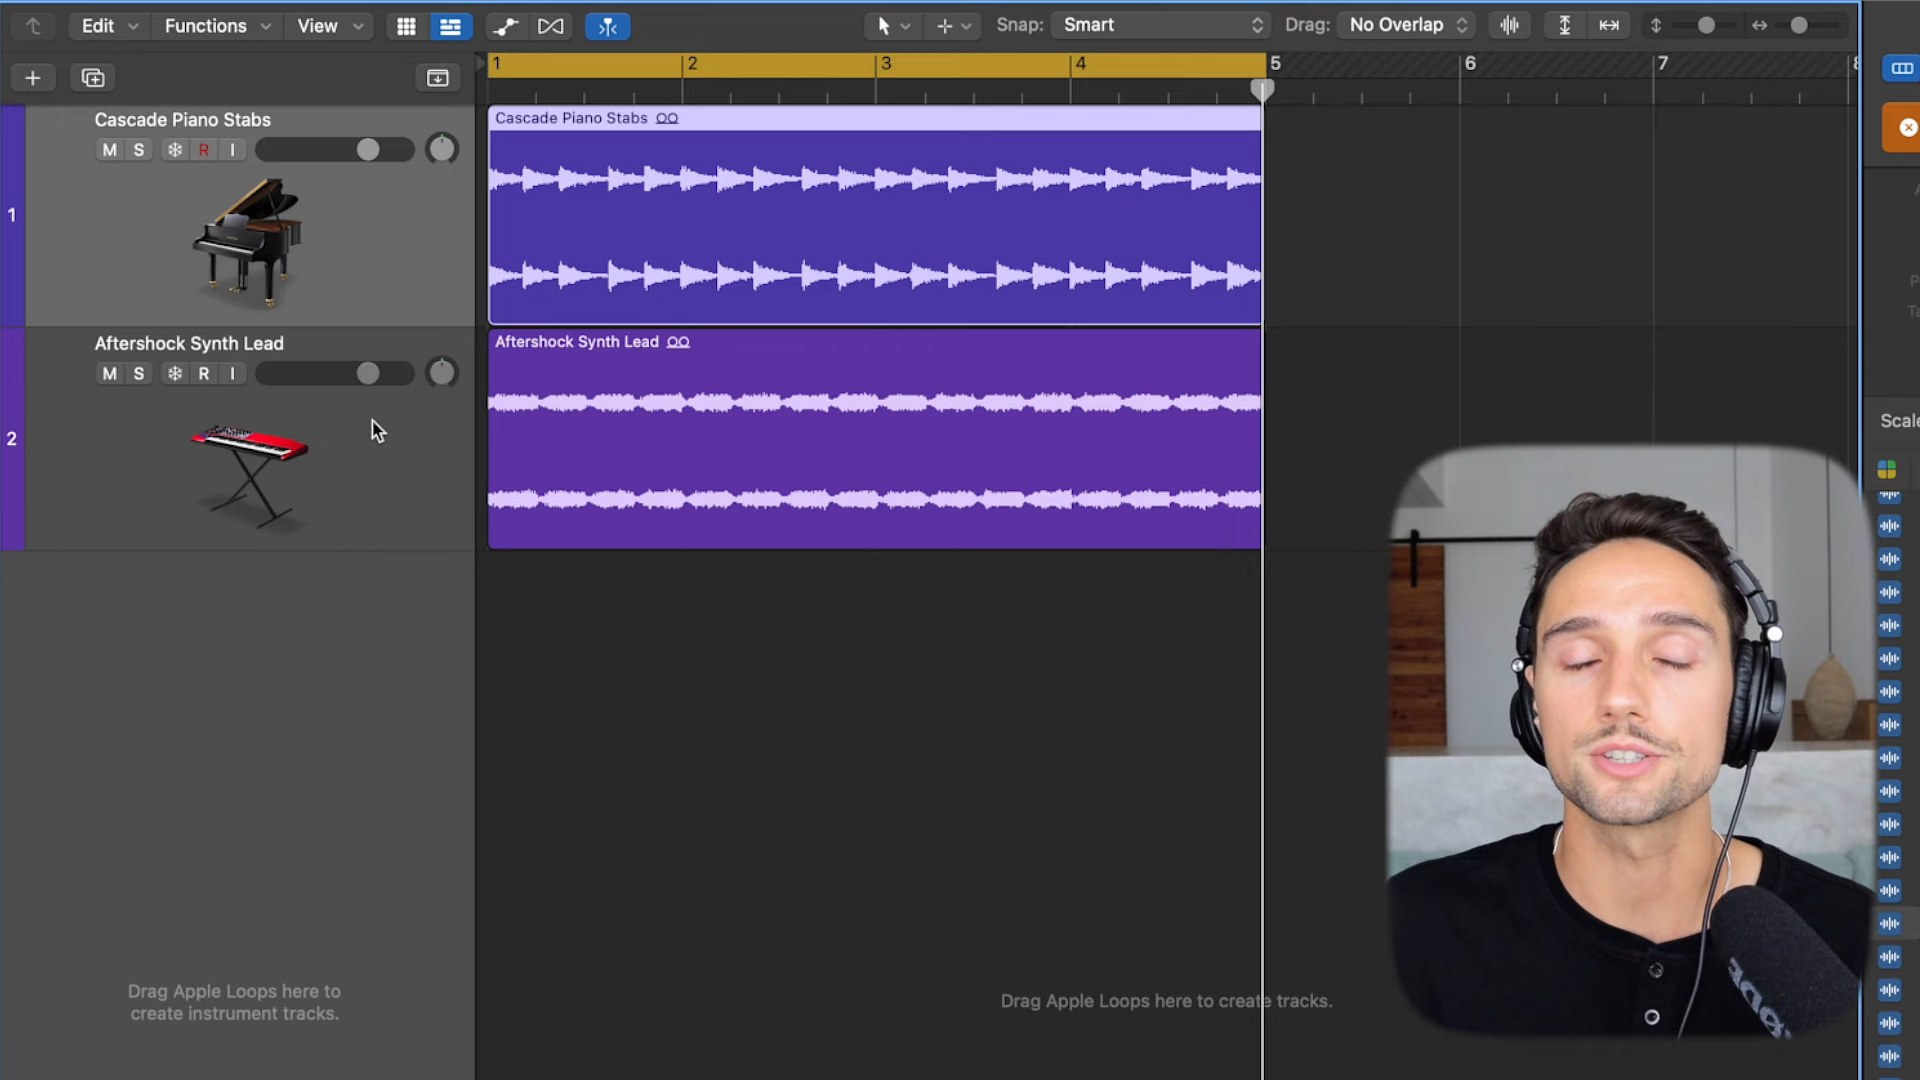 Edit Functions View Snap: Smart Drag: No Overlap
1 2 3 4 5 6 7 8
Cascade Piano Stabs
M S R I
1
Cascade Piano Stabs
Aftershock Synth Lead
M S R I
2
Aftershock Synth Lead
Scale
Drag Apple Loops here to
create instrument tracks.
Drag Apple Loops here to create tracks.